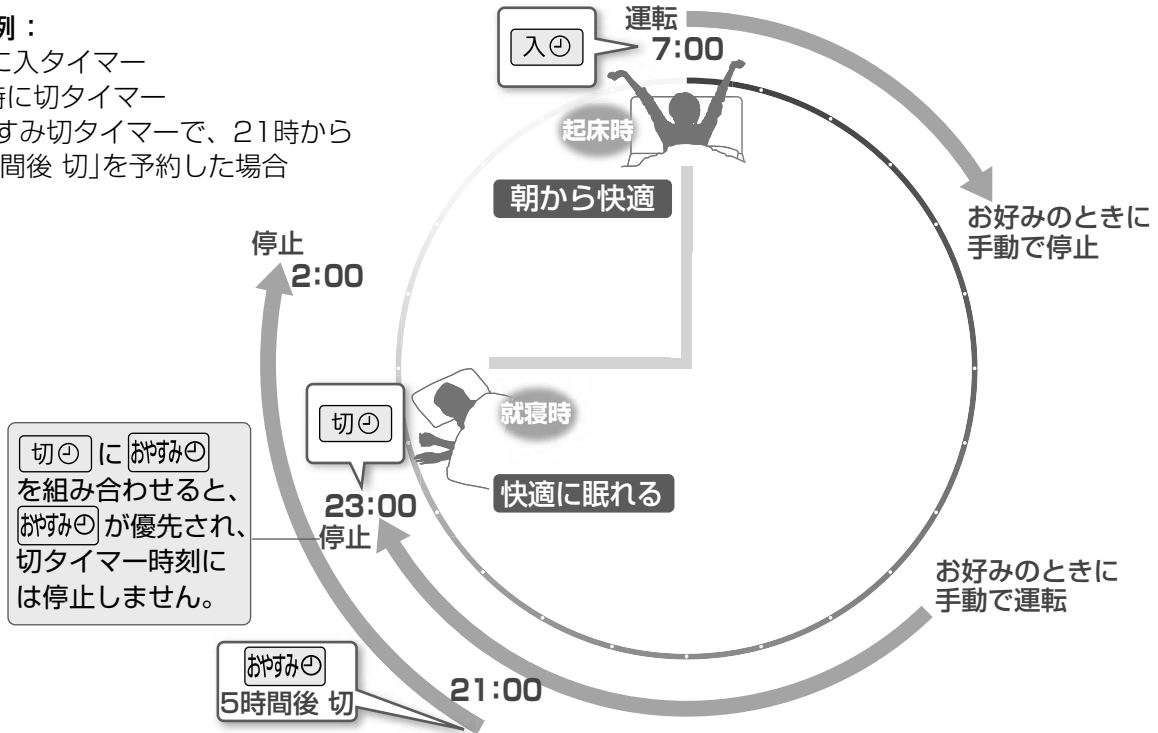 例：
に入タイマー
時に切タイマー
すみ切タイマーで、21時から
間後 切」を予約した場合
入
運転
7:00
起床時
朝から快適
お好みのときに
手動で停止
停止
2:00
切
就寝時
快適に眠れる
23:00
停止
切 に おやすみ
を組み合わせると、
おやすみ が優先され、
切タイマー時刻に
は停止しません。
お好みのときに
手動で運転
おやすみ
5時間後 切
21:00